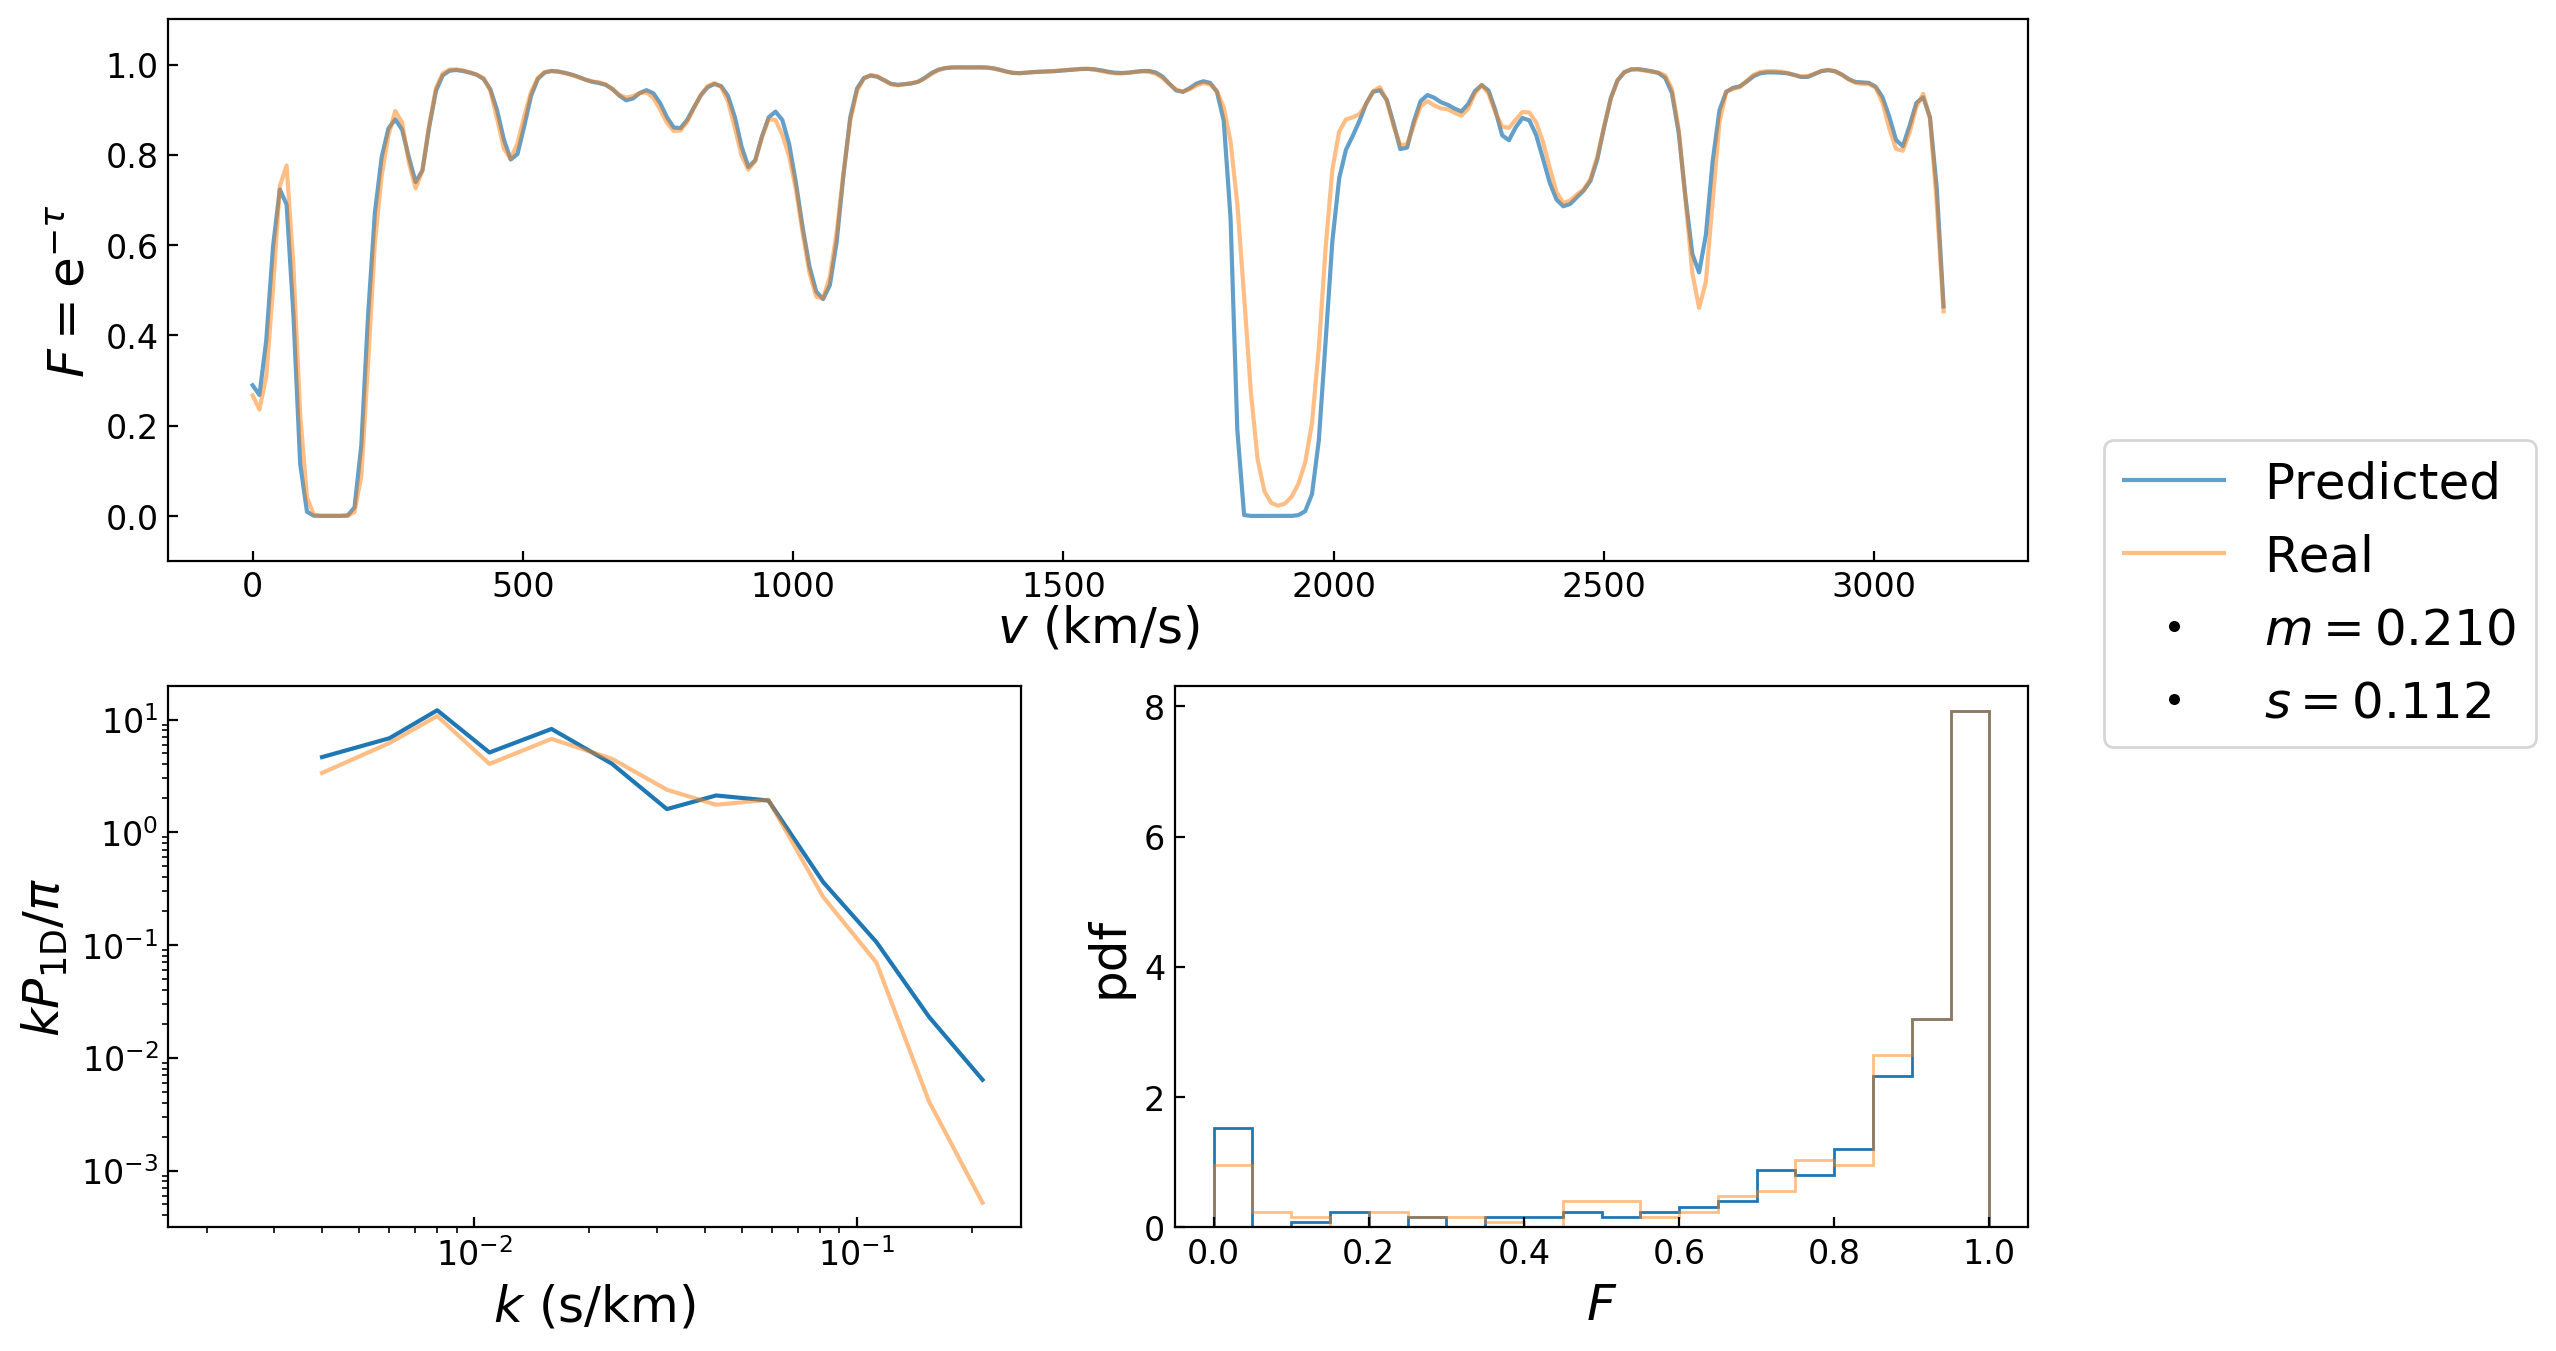 1.0
0.8
0.6
0.4
0.2
0.0
F = e^{−τ}
0 500 1000 1500 2000 2500 3000
v (km/s)
Predicted
Real
m = 0.210
s = 0.112
10^1
10^0
10^{−1}
10^{−2}
10^{−3}
kP_{1D}/π
10^{−2} 10^{−1}
k (s/km)
8
6
4
2
0
pdf
0.0 0.2 0.4 0.6 0.8 1.0
F